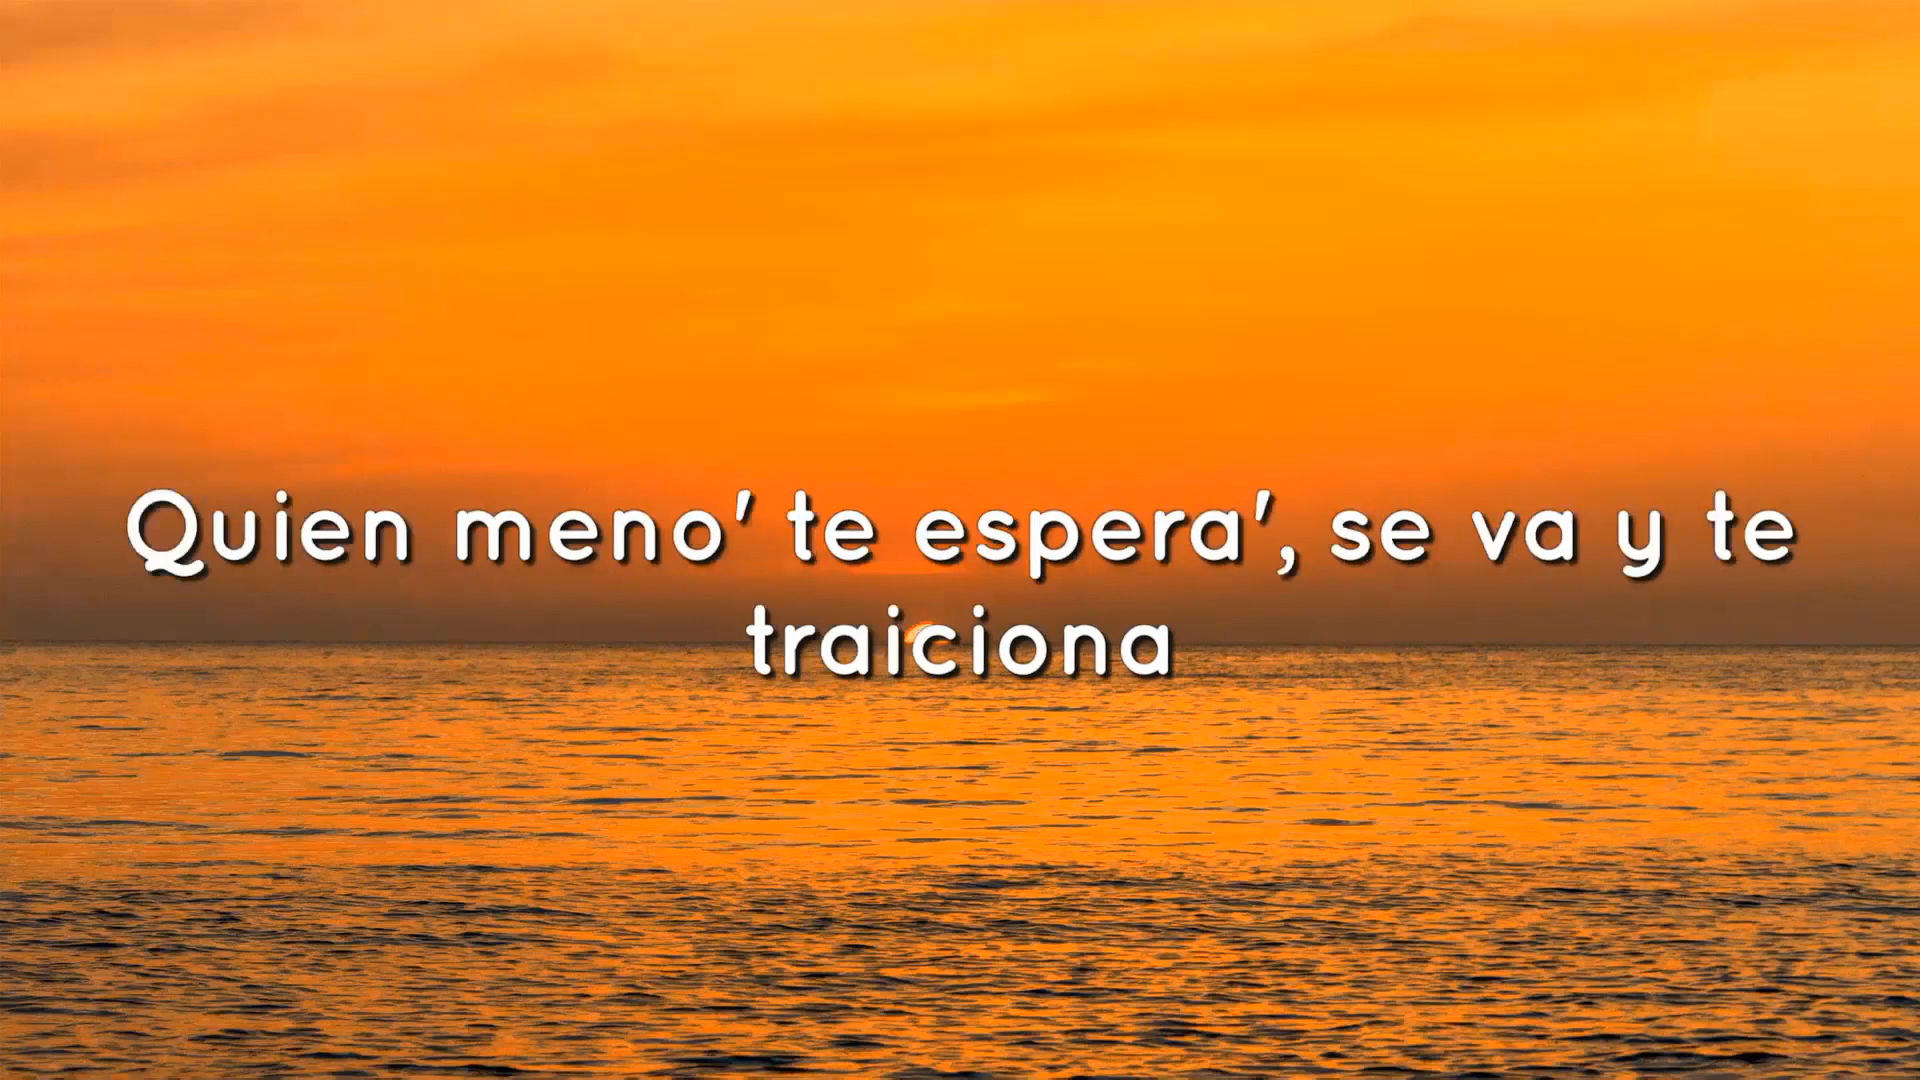 Quien meno' te espera', se va y te
traiciona